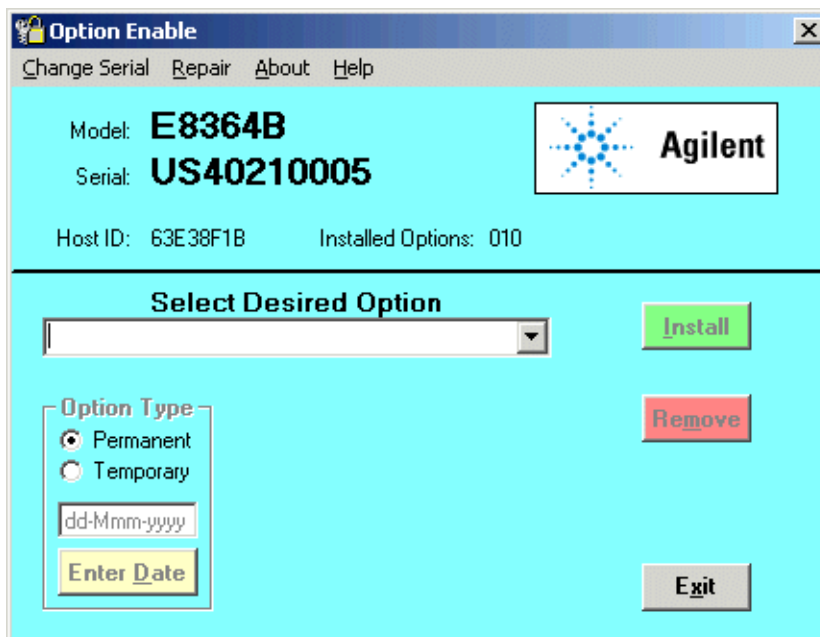 Option Enable
Change Serial Repair About Help
Model: E8364B
Serial: US40210005
Agilent
Host ID: 63E38F1B Installed Options: 010
Select Desired Option
Install
Option Type
Permanent
Temporary
dd-Mmm-yyyy
Enter Date
Remove
Exit